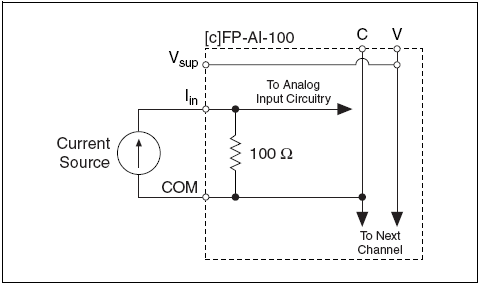 [c]FP-AI-100
C V
Vsup
Iin
To Analog
Input Circuitry
Current
Source
100 Ω
COM
To Next
Channel